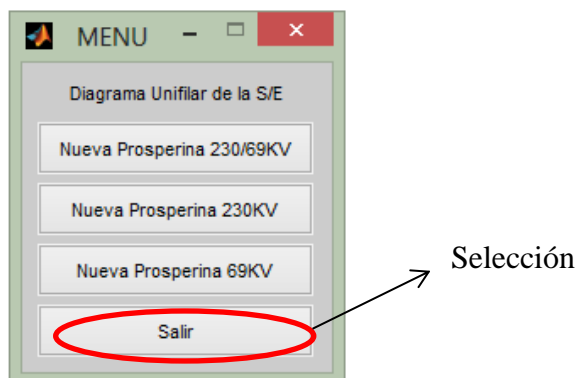 MENU
Diagrama Unifilar de la S/E
Nueva Prosperina 230/69KV
Nueva Prosperina 230KV
Nueva Prosperina 69KV
Selección
Salir